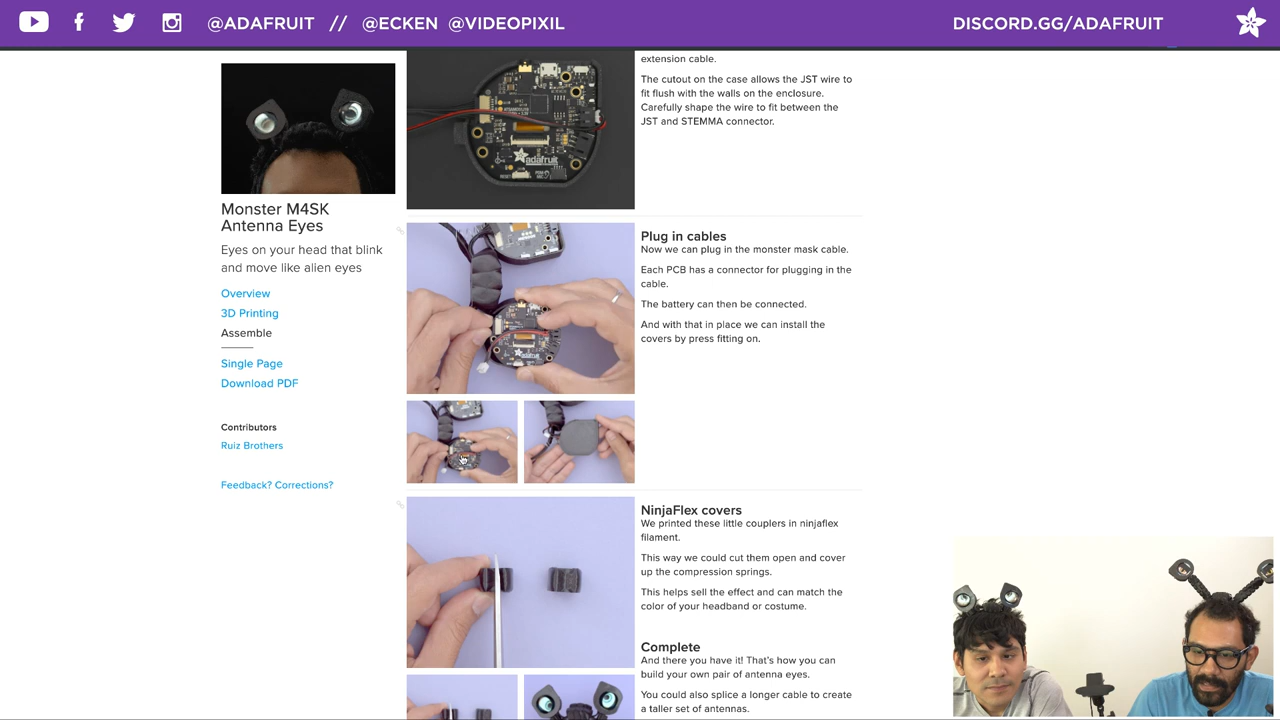 @ADAFRUIT // @ECKEN @VIDEOPIXIL
DISCORD.GG/ADAFRUIT
Monster M4SK
Antenna Eyes
Eyes on your head that blink
and move like alien eyes
Overview
3D Printing
Assemble
Single Page
Download PDF
Contributors
Ruiz Brothers
Feedback? Corrections?
extension cable.
The cutout on the case allows the JST wire to
fit flush with the walls on the enclosure.
Carefully shape the wire to fit between the
JST and STEMMA connector.
adafruit
RESET
Plug in cables
Now we can plug in the monster mask cable.
Each PCB has a connector for plugging in the
cable.
The battery can then be connected.
And with that in place we can install the
covers by press fitting on.
NinjaFlex covers
We printed these little couplers in ninjaflex
filament.
This way we could cut them open and cover
up the compression springs.
This helps sell the effect and can match the
color of your headband or costume.
Complete
And there you have it! That's how you can
build your own pair of antenna eyes.
You could also splice a longer cable to create
a taller set of antennas.